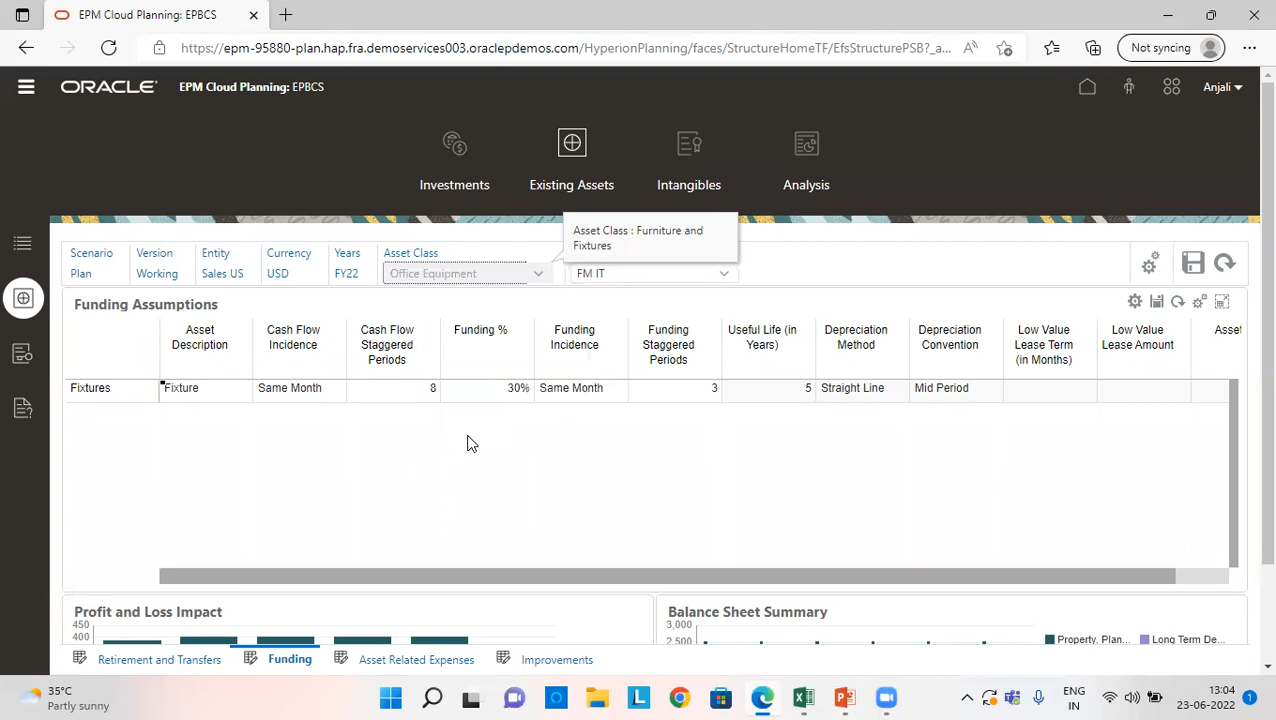 EPM Cloud Planning: EPBCS
https://epm-95880-plan.hap.fra.demoservices003.oraclepdemos.com/HyperionPlanning/faces/StructureHomeTF/EfsStructurePSB?_a...
Not syncing
ORACLE
EPM Cloud Planning: EPBCS
Anjali
Investments
Existing Assets
Intangibles
Analysis
Asset Class : Furniture and
Fixtures
Scenario
Version
Entity
Currency
Years
Asset Class
Plan
Working
Sales US
USD
FY22
Office Equipment
FM IT
Funding Assumptions
Asset
Description
Cash Flow
Incidence
Cash Flow
Staggered
Periods
Funding %
Funding
Incidence
Funding
Staggered
Periods
Useful Life (in
Years)
Depreciation
Method
Depreciation
Convention
Low Value
Lease Term
(in Months)
Low Value
Lease Amount
Asset
Fixtures
Fixture
Same Month
8
30%
Same Month
3
5
Straight Line
Mid Period
Profit and Loss Impact
450
400
Balance Sheet Summary
3,000
2,500
Property, Plan...
Long Term De...
Retirement and Transfers
Funding
Asset Related Expenses
Improvements
35°C
Partly sunny
ENG
IN
13:04
23-06-2022
1